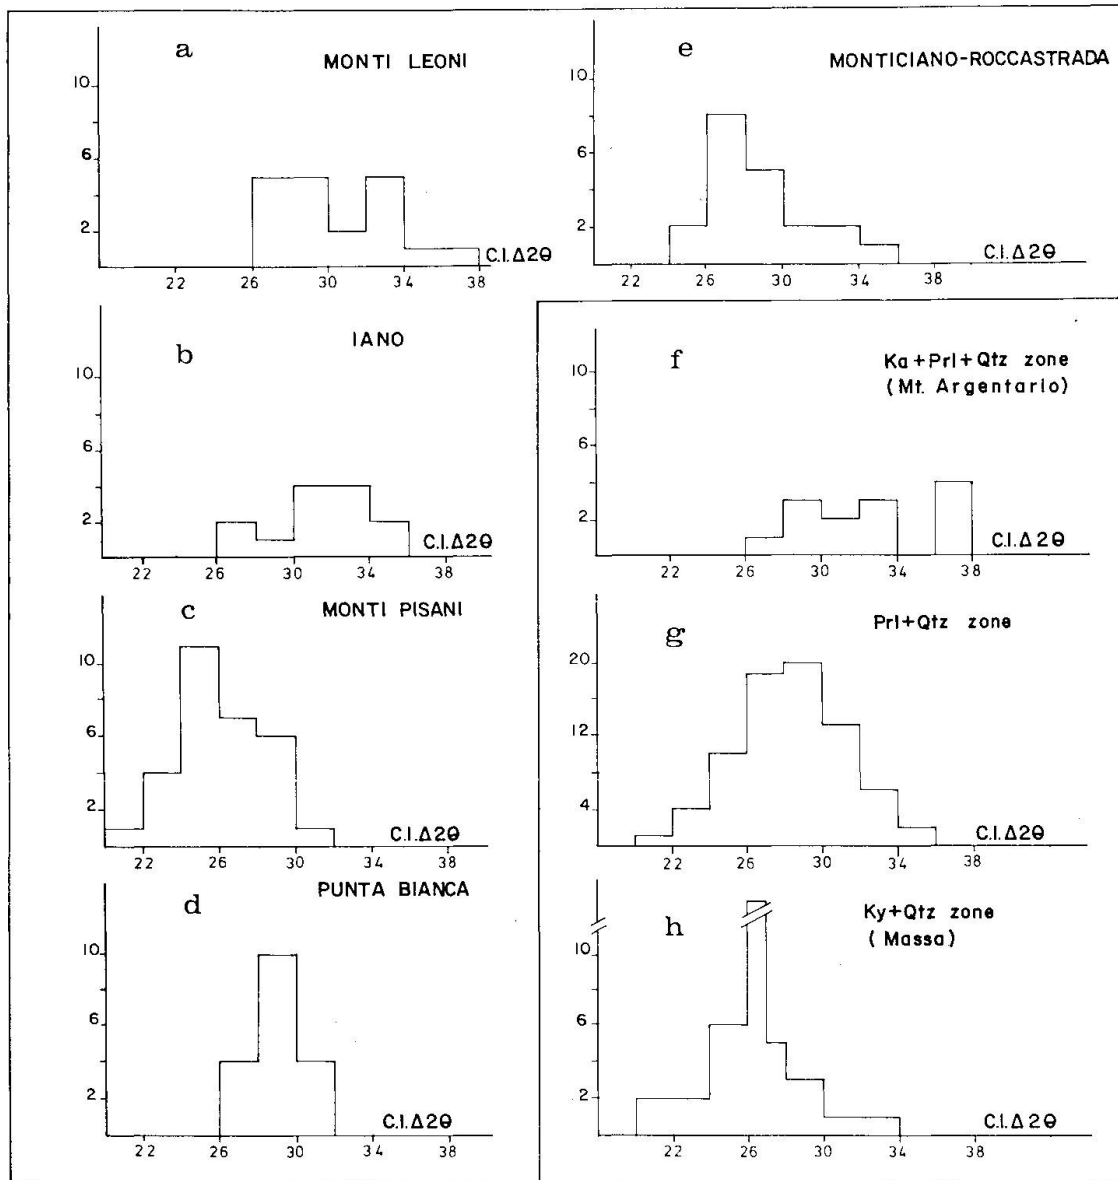 a
MONTI LEONI
10
6
2
C.I.Δ2θ
22 26 30 34 38
b
IANO
10
6
2
C.I.Δ2θ
22 26 30 34 38
c
MONTI PISANI
10
6
2
C.I.Δ2θ
22 26 30 34 38
d
PUNTA BIANCA
10
6
2
C.I.Δ2θ
22 26 30 34 38
e
MONTICIANO-ROCCASTRADA
10
6
2
C.I.Δ2θ
22 26 30 34 38
f
Ka+Prl+Qtz zone
(Mt. Argentario)
10
6
2
C.I.Δ2θ
22 26 30 34 38
g
Prl+Qtz zone
20
12
4
C.I.Δ2θ
22 26 30 34 38
h
Ky+Qtz zone
(Massa)
10
6
2
C.I.Δ2θ
22 26 30 34 38